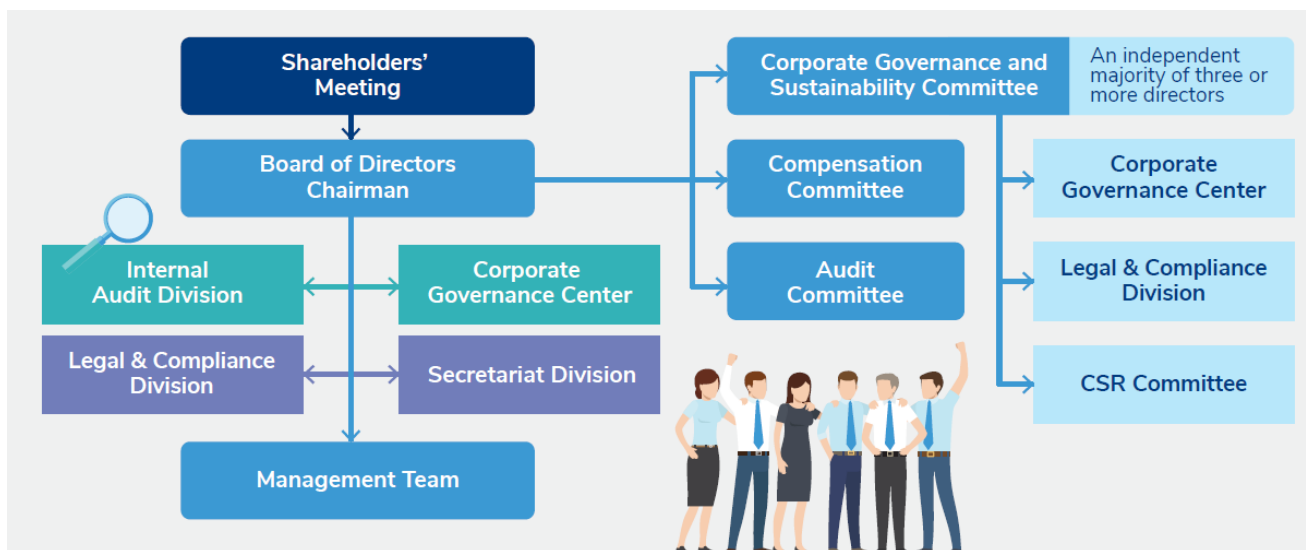 Shareholders’
Meeting
Board of Directors
Chairman
Internal
Audit Division
Corporate
Governance Center
Legal & Compliance
Division
Secretariat Division
Management Team
Corporate Governance and
Sustainability Committee
An independent
majority of three or
more directors
Compensation
Committee
Audit
Committee
Corporate
Governance Center
Legal & Compliance
Division
CSR Committee